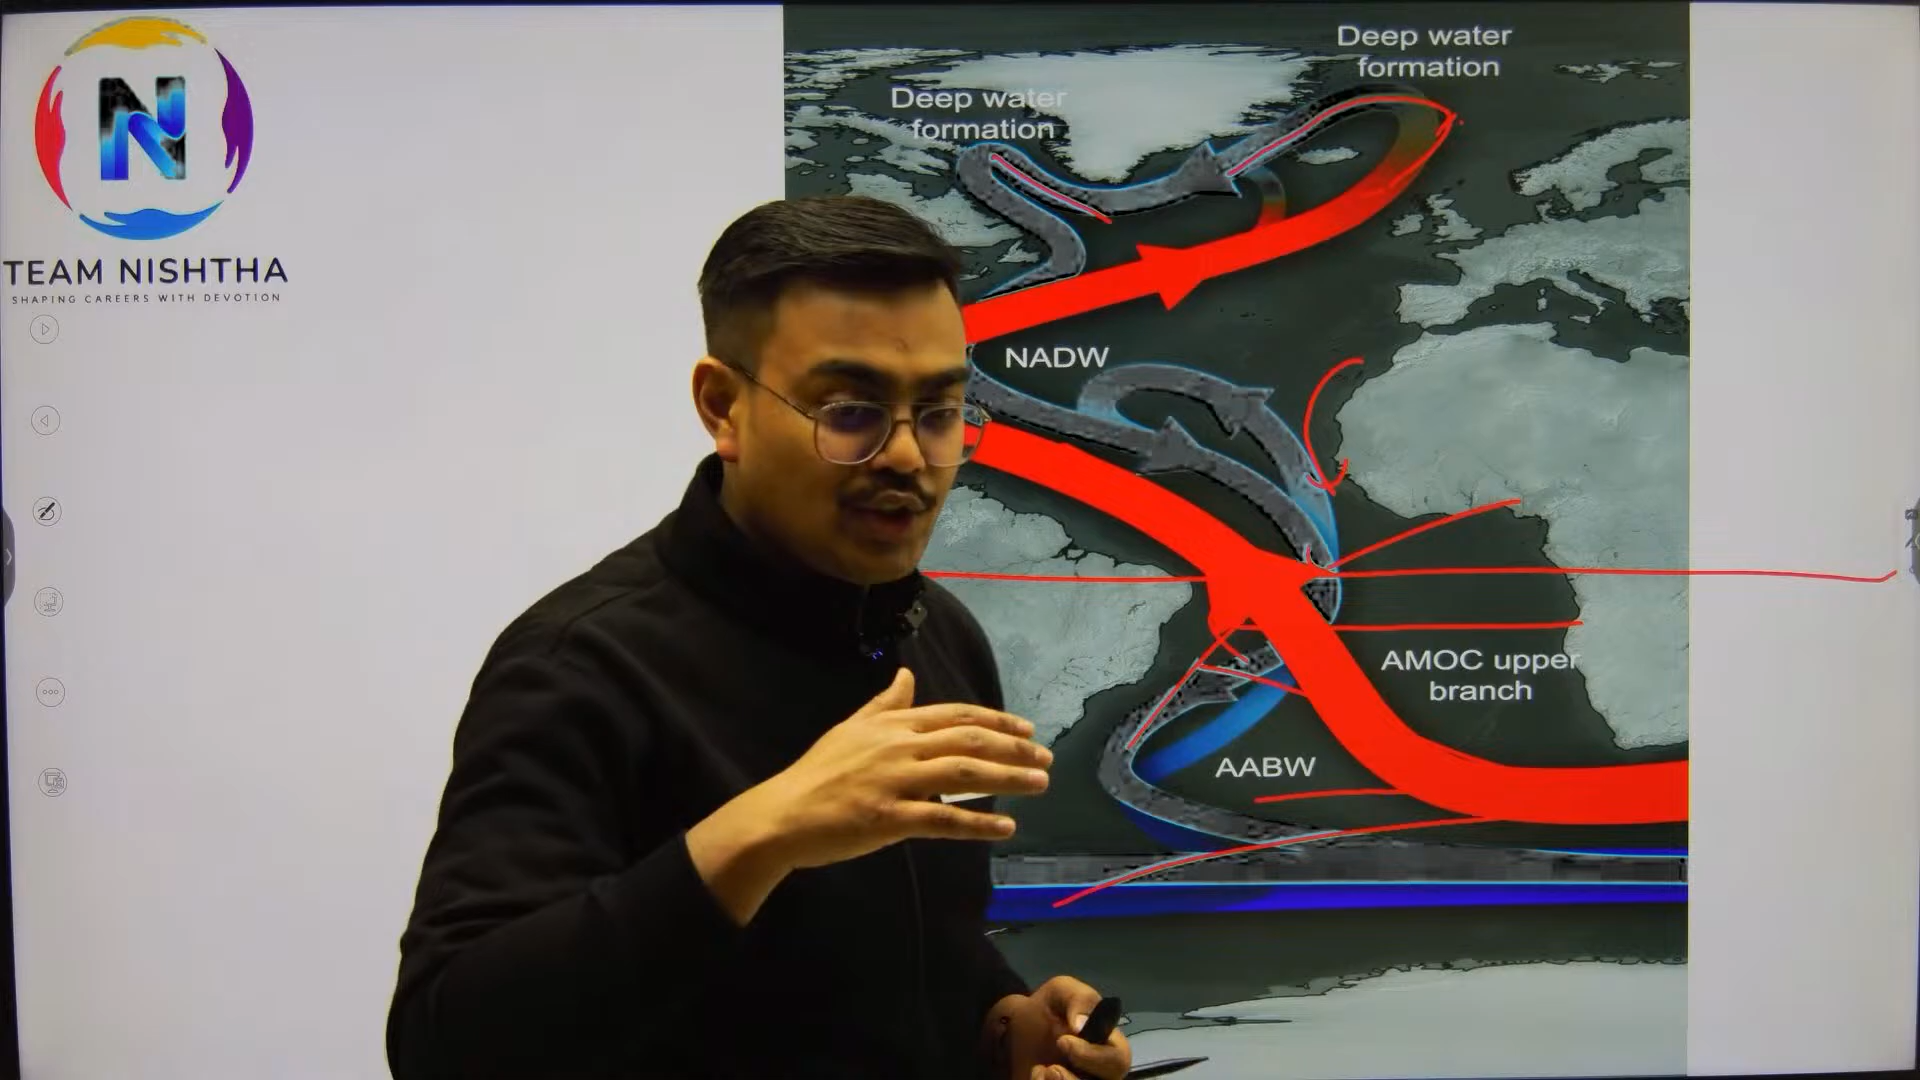 N
TEAM NISHTHA
SHAPING CAREERS WITH DEVOTION
Deep water
formation
Deep water
formation
NADW
AMOC upper
branch
AABW